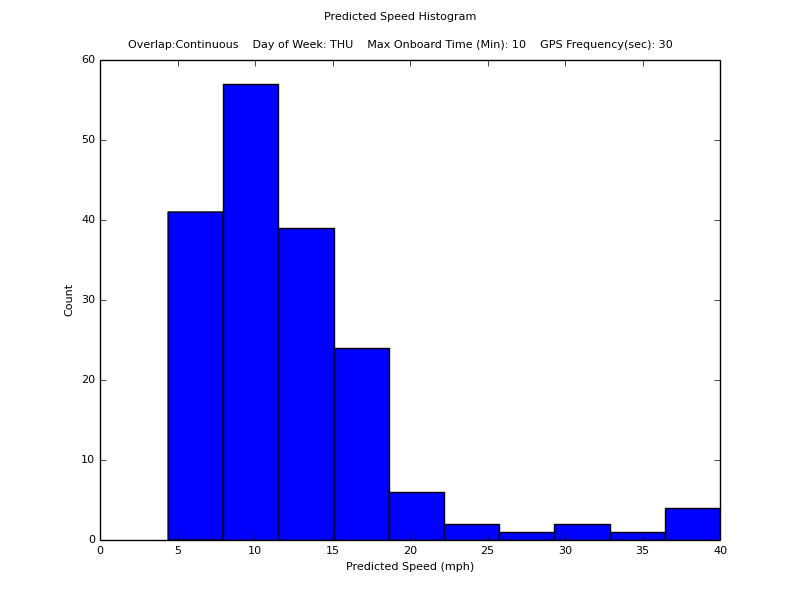 Predicted Speed Histogram
Overlap:Continuous    Day of Week: THU    Max Onboard Time (Min): 10    GPS Frequency(sec): 30
60
50
40
30
20
10
0
Count
0 5 10 15 20 25 30 35 40
Predicted Speed (mph)